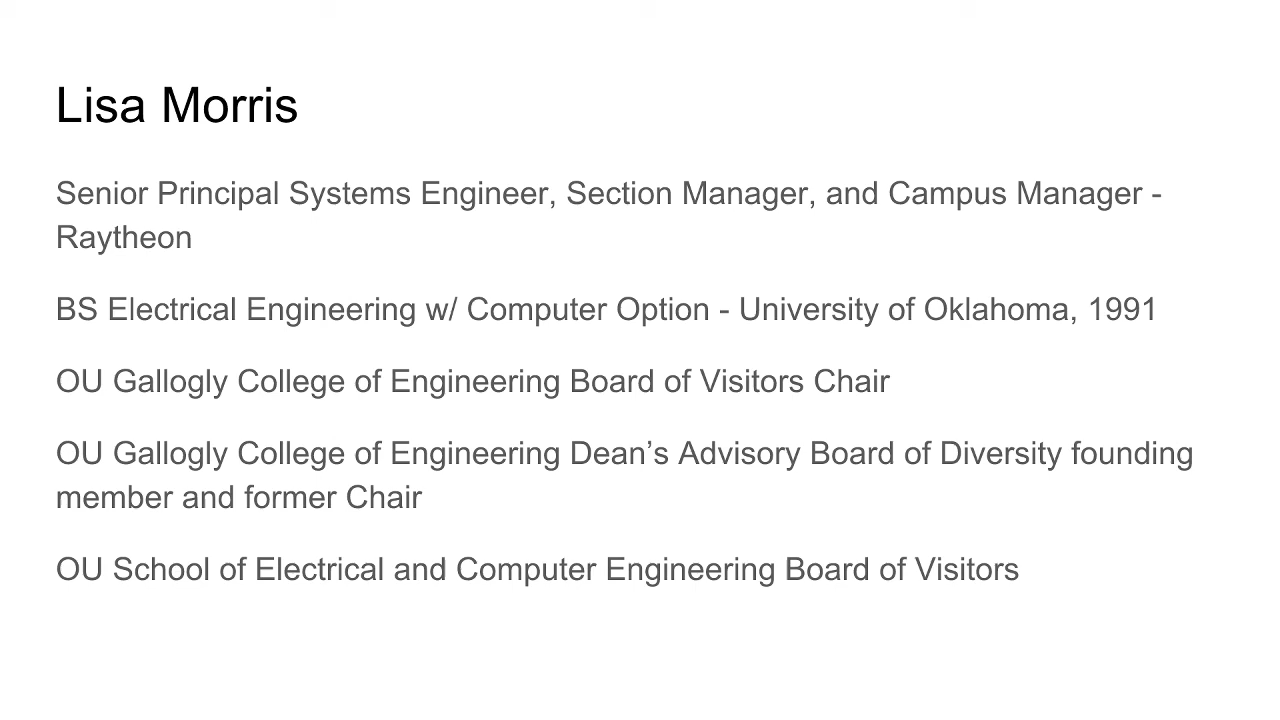 Lisa Morris
Senior Principal Systems Engineer, Section Manager, and Campus Manager -
Raytheon
BS Electrical Engineering w/ Computer Option - University of Oklahoma, 1991
OU Gallogly College of Engineering Board of Visitors Chair
OU Gallogly College of Engineering Dean’s Advisory Board of Diversity founding
member and former Chair
OU School of Electrical and Computer Engineering Board of Visitors